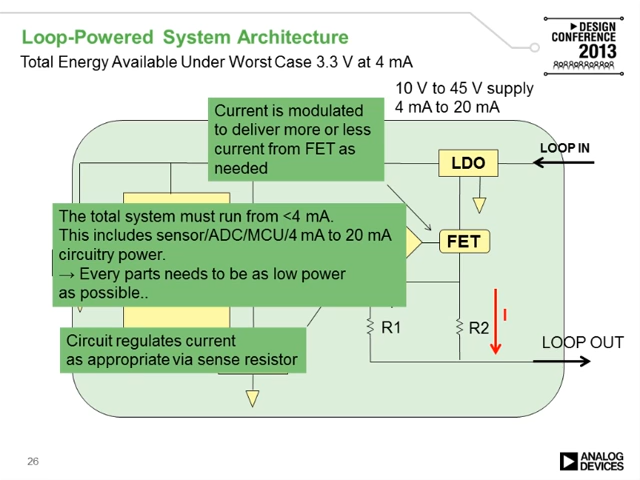 Loop-Powered System Architecture
Total Energy Available Under Worst Case 3.3 V at 4 mA
DESIGN
CONFERENCE
2013
10 V to 45 V supply
4 mA to 20 mA
Current is modulated
to deliver more or less
current from FET as
needed
LOOP IN
LDO
The total system must run from <4 mA.
This includes sensor/ADC/MCU/4 mA to 20 mA
circuitry power.
→ Every parts needs to be as low power
as possible..
FET
I
R1
R2
Circuit regulates current
as appropriate via sense resistor
LOOP OUT
26
ANALOG
DEVICES